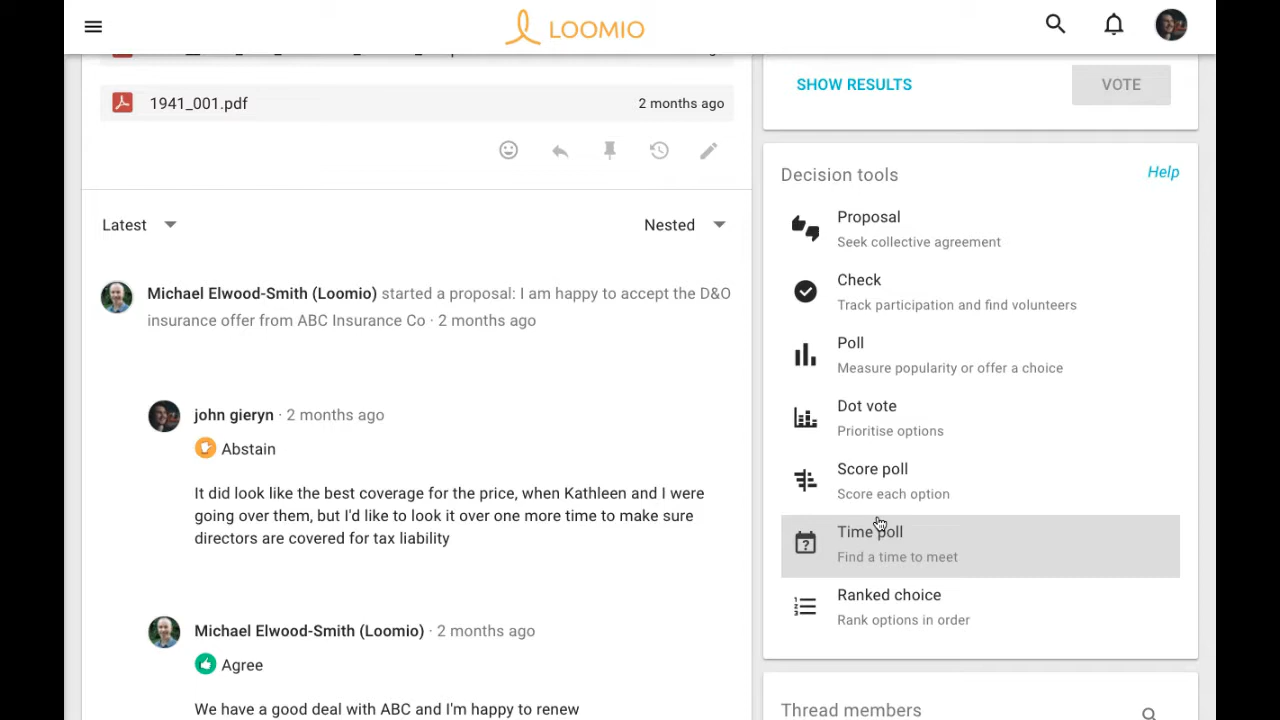 LOOMIO
1941_001.pdf
2 months ago
Latest
Nested
Michael Elwood-Smith (Loomio) started a proposal: I am happy to accept the D&O
insurance offer from ABC Insurance Co · 2 months ago
john gieryn · 2 months ago
Abstain
It did look like the best coverage for the price, when Kathleen and I were
going over them, but I'd like to look it over one more time to make sure
directors are covered for tax liability
Michael Elwood-Smith (Loomio) · 2 months ago
Agree
We have a good deal with ABC and I'm happy to renew
SHOW RESULTS
VOTE
Decision tools
Help
Proposal
Seek collective agreement
Check
Track participation and find volunteers
Poll
Measure popularity or offer a choice
Dot vote
Prioritise options
Score poll
Score each option
Time poll
Find a time to meet
Ranked choice
Rank options in order
Thread members